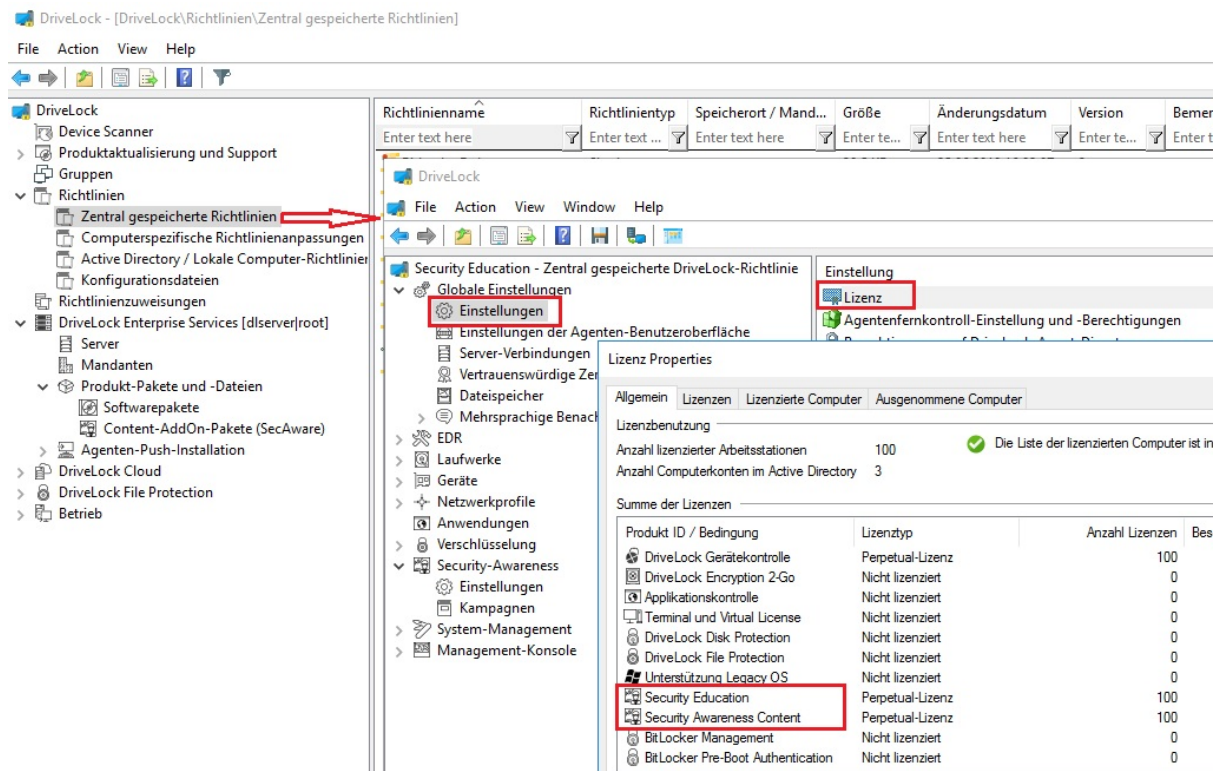 DriveLock - [DriveLock\Richtlinien\Zentral gespeicherte Richtlinien]
File Action View Help
DriveLock
Device Scanner
Produktaktualisierung und Support
Gruppen
Richtlinien
Zentral gespeicherte Richtlinien
Computerspezifische Richtlinienanpassungen
Active Directory / Lokale Computer-Richtlinier
Konfigurationsdateien
Richtlinienzuweisungen
DriveLock Enterprise Services [dlserver|root]
Server
Mandanten
Produkt-Pakete und -Dateien
Softwarepakete
Content-AddOn-Pakete (SecAware)
Agenten-Push-Installation
DriveLock Cloud
DriveLock File Protection
Betrieb
Richtlinienname Richtlinientyp Speicherort / Mand... Größe Änderungsdatum Version Bemer
Enter text here Enter text ... Enter text here Enter te... Enter text here Enter te... Enter t
DriveLock
File Action View Window Help
Security Education - Zentral gespeicherte DriveLock-Richtlinie
Globale Einstellungen
Einstellungen
Einstellungen der Agenten-Benutzeroberfläche
Server-Verbindungen
Vertrauenswürdige Zer
Dateispeicher
Mehrsprachige Benach
EDR
Laufwerke
Geräte
Netzwerkprofile
Anwendungen
Verschlüsselung
Security-Awareness
Einstellungen
Kampagnen
System-Management
Management-Konsole
Einstellung
Lizenz
Agentenfernkontroll-Einstellung und -Berechtigungen
Lizenz Properties
Allgemein Lizenzen Lizenzierte Computer Ausgenommene Computer
Lizenzbenutzung
Anzahl lizenzierter Arbeitsstationen 100 Die Liste der lizenzierten Computer ist in
Anzahl Computerkonten im Active Directory 3
Summe der Lizenzen
Produkt ID / Bedingung Lizenztyp Anzahl Lizenzen Bes
DriveLock Gerätekontrolle Perpetual-Lizenz 100
DriveLock Encryption 2-Go Nicht lizenziert 0
Applikationskontrolle Nicht lizenziert 0
Terminal und Virtual License Nicht lizenziert 0
DriveLock Disk Protection Nicht lizenziert 0
DriveLock File Protection Nicht lizenziert 0
Unterstützung Legacy OS Nicht lizenziert 0
Security Education Perpetual-Lizenz 100
Security Awareness Content Perpetual-Lizenz 100
BitLocker Management Nicht lizenziert 0
BitLocker Pre-Boot Authentication Nicht lizenziert 0